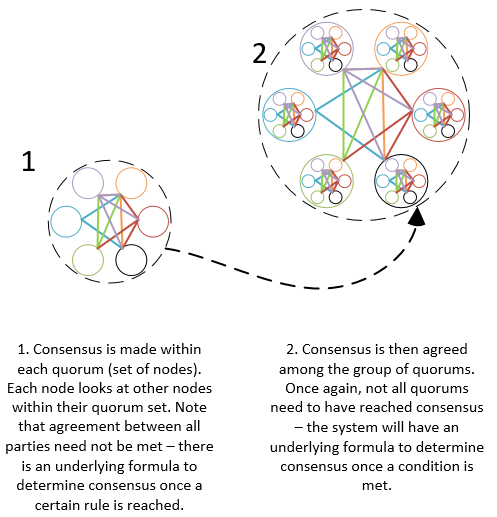 2
1
1. Consensus is made within
each quorum (set of nodes).
Each node looks at other nodes
within their quorum set. Note
that agreement between all
parties need not be met – there
is an underlying formula to
determine consensus once a
certain rule is reached.
2. Consensus is then agreed
among the group of quorums.
Once again, not all quorums
need to have reached consensus
– the system will have an
underlying formula to determine
consensus once a condition is
met.